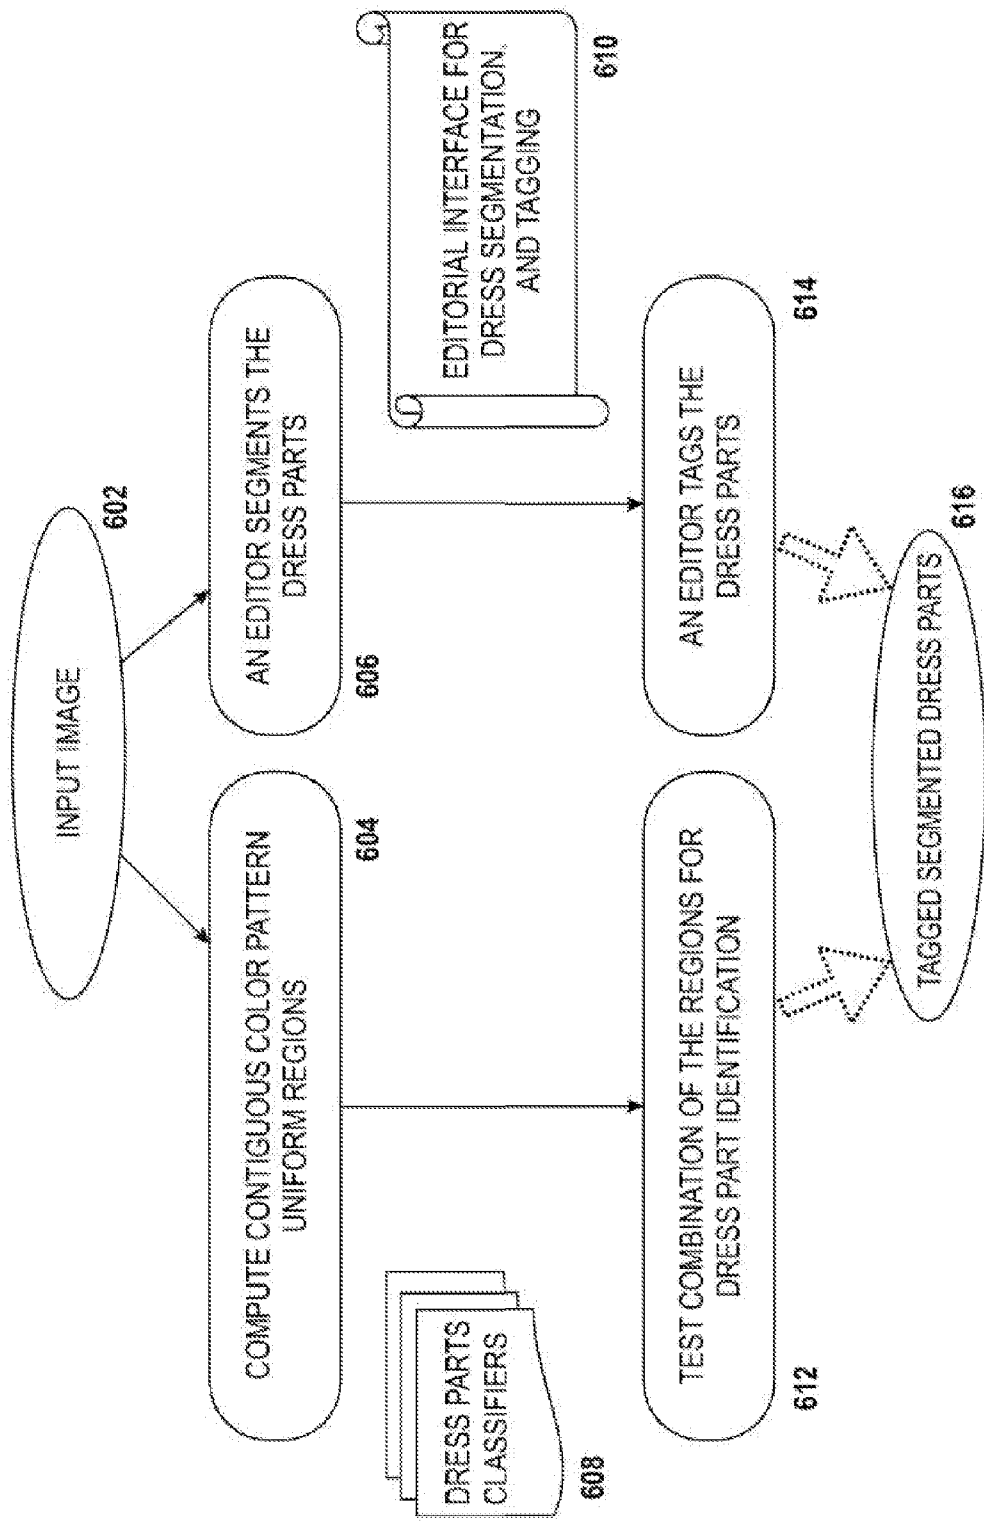 INPUT IMAGE
602
COMPUTE CONTIGUOUS COLOR PATTERN
UNIFORM REGIONS
604
AN EDITOR SEGMENTS THE
DRESS PARTS
606
DRESS PARTS
CLASSIFIERS
608
EDITORIAL INTERFACE FOR
DRESS SEGMENTATION
AND TAGGING
610
TEST COMBINATION OF THE REGIONS FOR
DRESS PART IDENTIFICATION
612
AN EDITOR TAGS THE
DRESS PARTS
614
TAGGED SEGMENTED DRESS PARTS
616